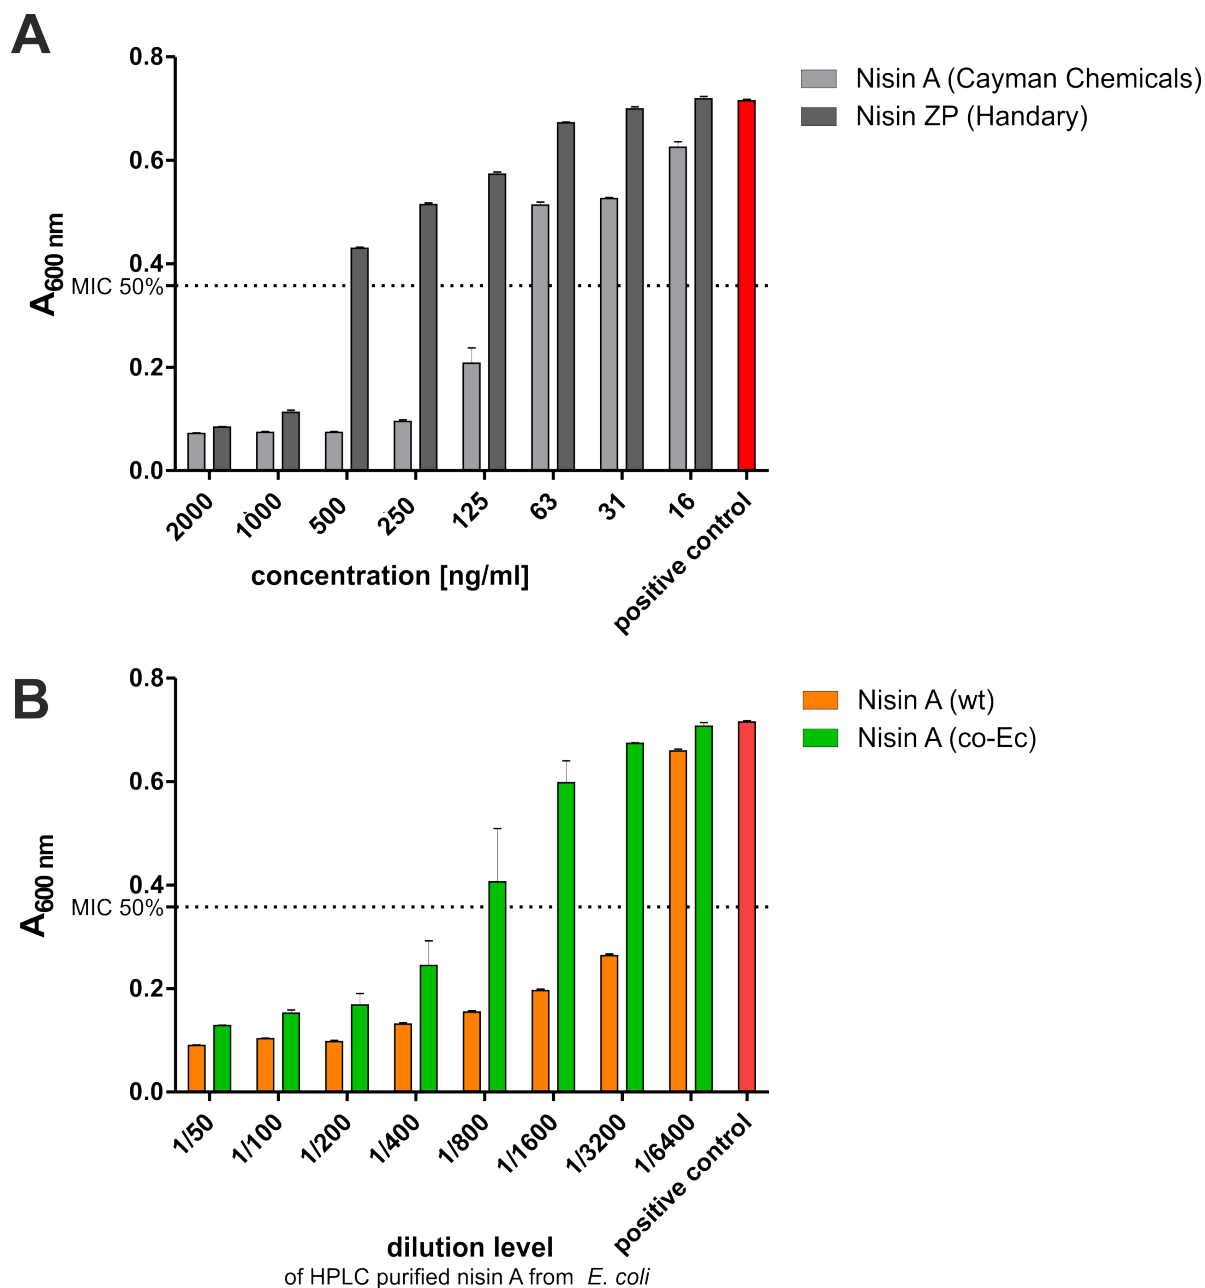 A
0.8
0.6
0.4
0.2
0.0
MIC 50%
A600 nm
Nisin A (Cayman Chemicals)
Nisin ZP (Handary)
2000
1000
500
250
125
63
31
16
positive control
concentration [ng/ml]
B
0.8
0.6
0.4
0.2
0.0
MIC 50%
A600 nm
Nisin A (wt)
Nisin A (co-Ec)
1/50
1/100
1/200
1/400
1/800
1/1600
1/3200
1/6400
positive control
dilution level
of HPLC purified nisin A from E. coli